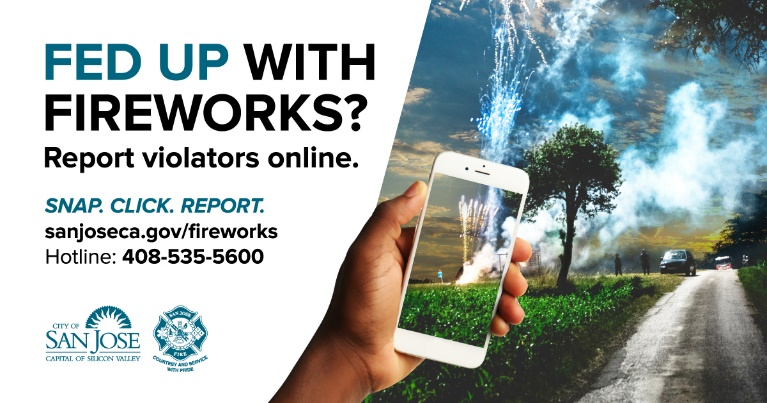 FED UP WITH
FIREWORKS?
Report violators online.
SNAP. CLICK. REPORT.
sanjoseca.gov/fireworks
Hotline: 408-535-5600
CITY OF
SAN JOSE
CAPITAL OF SILICON VALLEY
SAN JOSE
FIRE
COURTESY AND SERVICE
WITH PRIDE